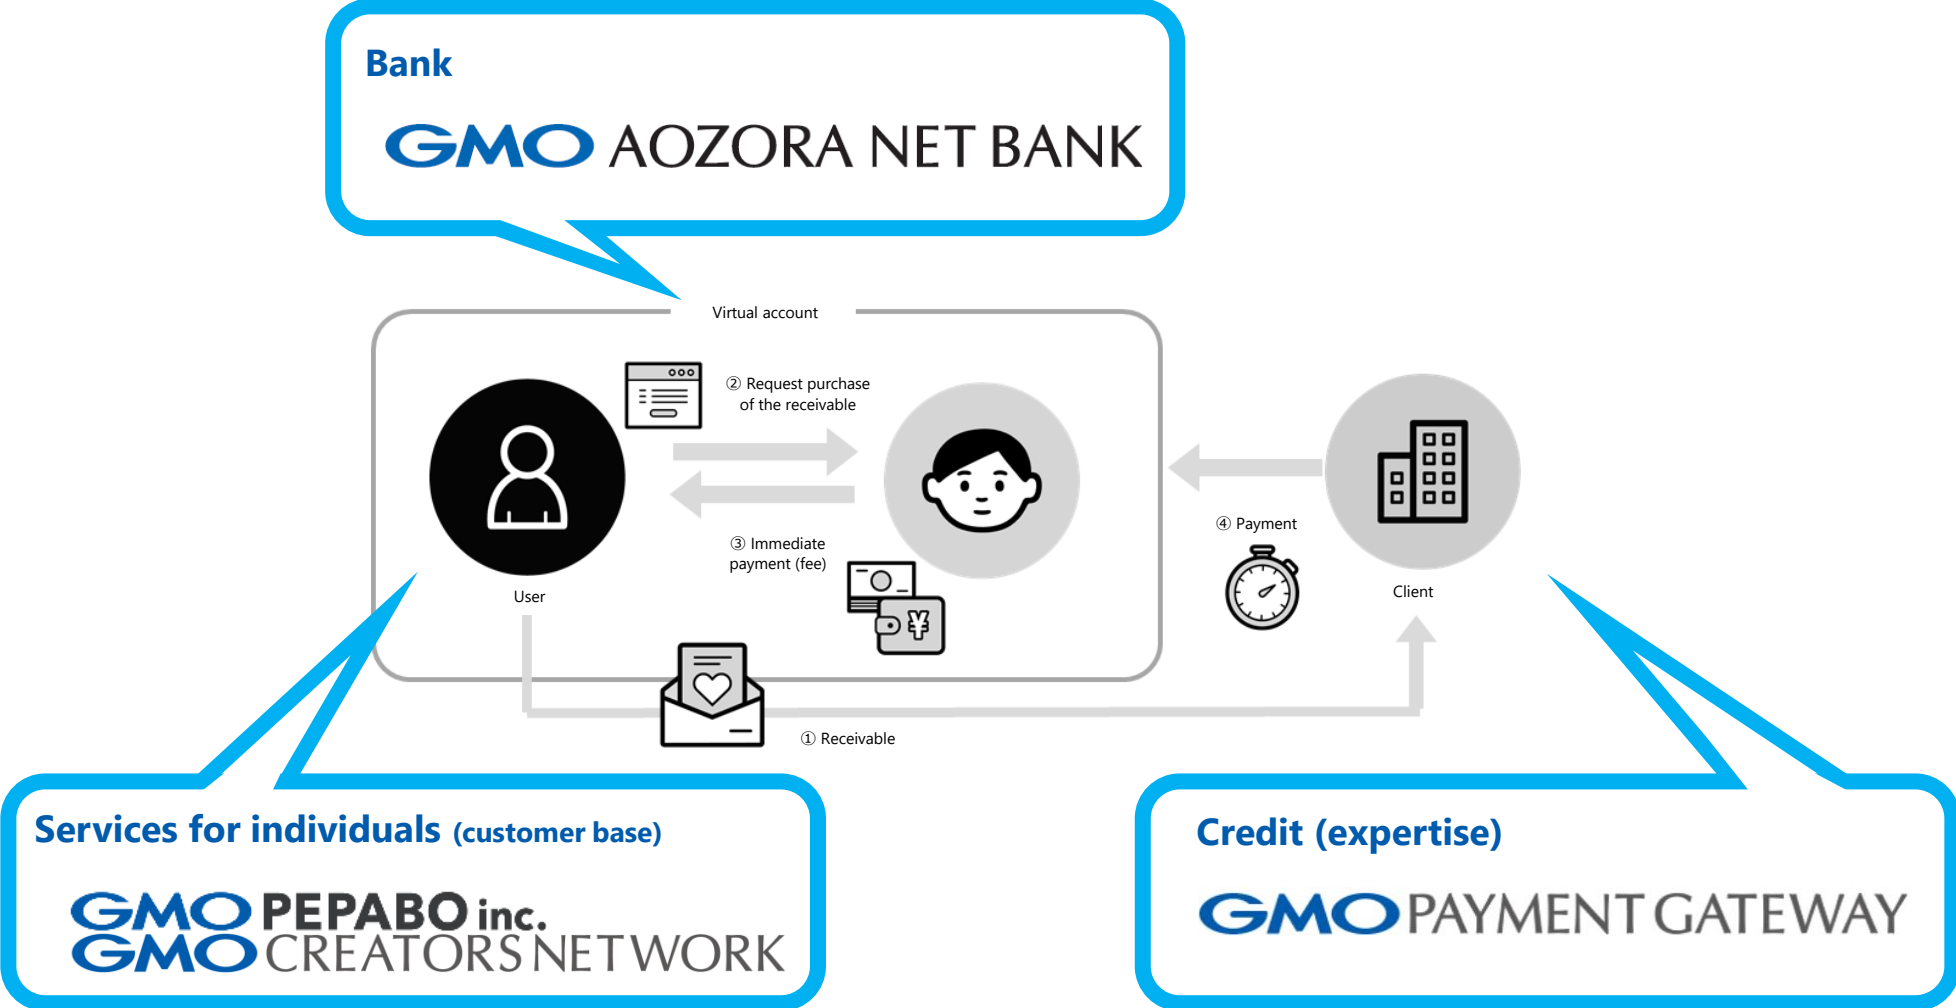 Bank
GMO AOZORA NET BANK
Virtual account
② Request purchase
of the receivable
③ Immediate
payment (fee)
¥
User
④ Payment
Client
① Receivable
Services for individuals (customer base)
GMO PEPABO inc.
GMO CREATORS NETWORK
Credit (expertise)
GMO PAYMENT GATEWAY